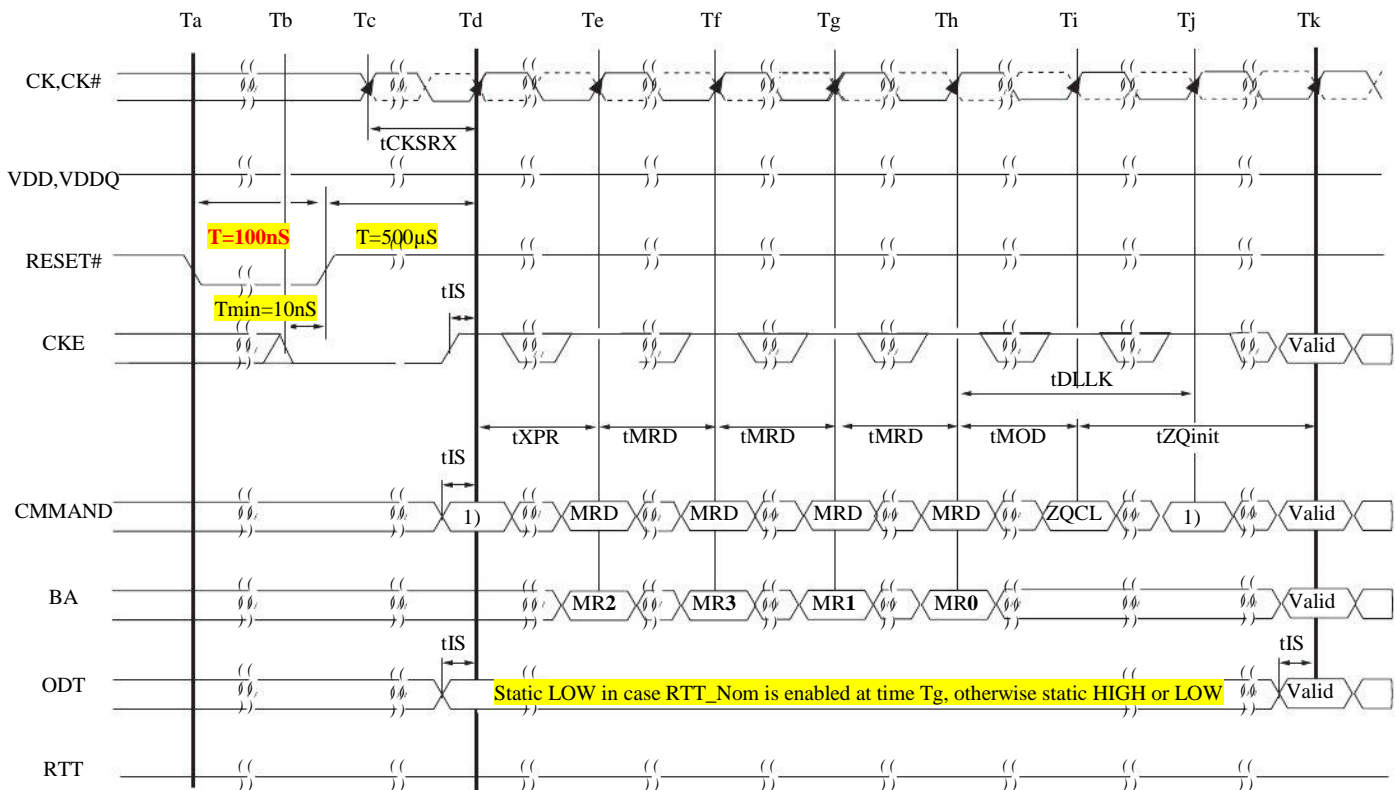 Ta Tb Tc Td Te Tf Tg Th Ti Tj Tk
CK,CK#
tCKSRX
VDD,VDDQ
T=100nS T=500µS
RESET#
Tmin=10nS tIS
CKE Valid
tDLLK
tXPR tMRD tMRD tMRD tMOD tZQinit
tIS
CMMAND 1) MRD MRD MRD MRD ZQCL 1) Valid
BA MR2 MR3 MR1 MR0 Valid
tIS tIS
ODT Static LOW in case RTT_Nom is enabled at time Tg, otherwise static HIGH or LOW Valid
RTT